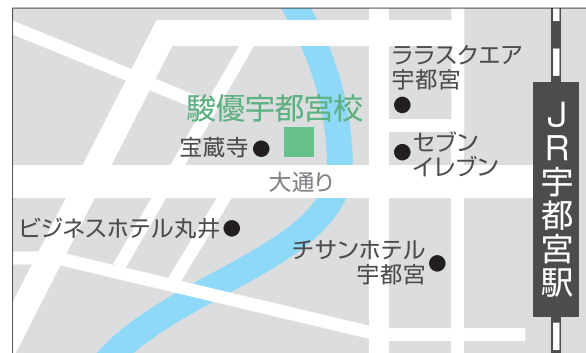 ララスクエア
宇都宮
駿優宇都宮校
宝蔵寺
セブン
イレブン
大通り
JR宇都宮駅
ビジネスホテル丸井
チサンホテル
宇都宮